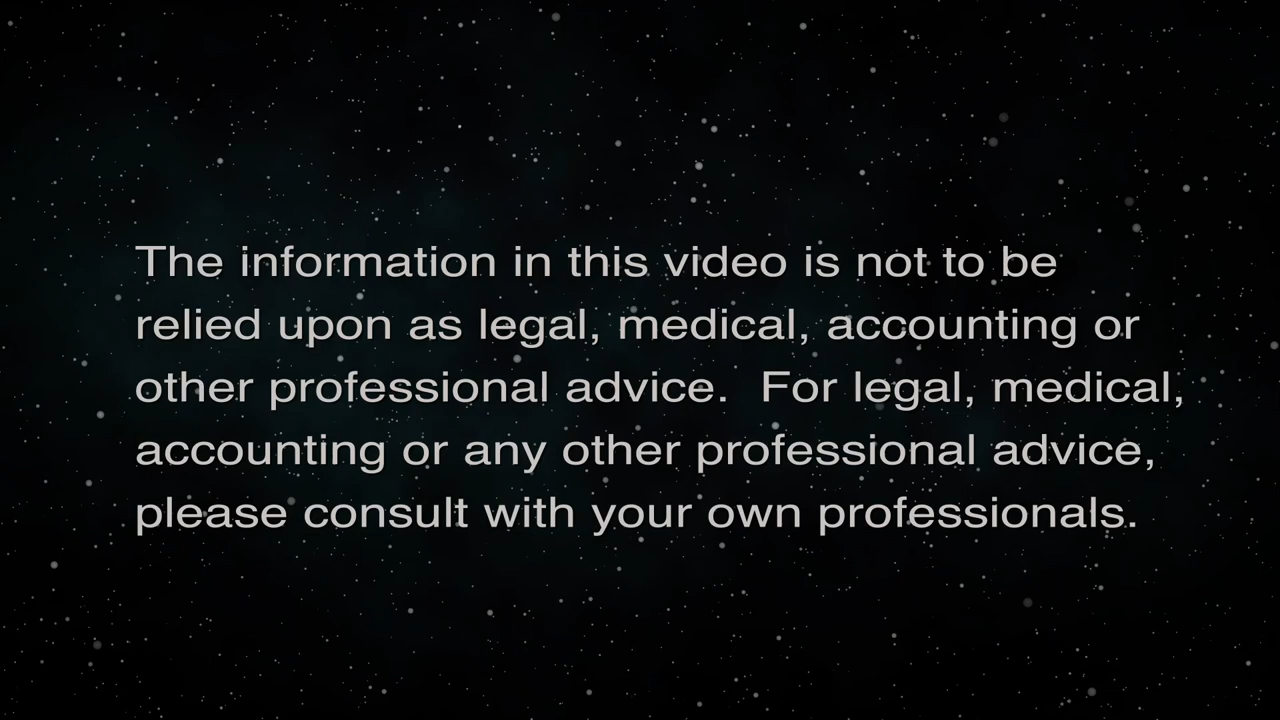 The information in this video is not to be
relied upon as legal, medical, accounting or
other professional advice.  For legal, medical,
accounting or any other professional advice,
please consult with your own professionals.